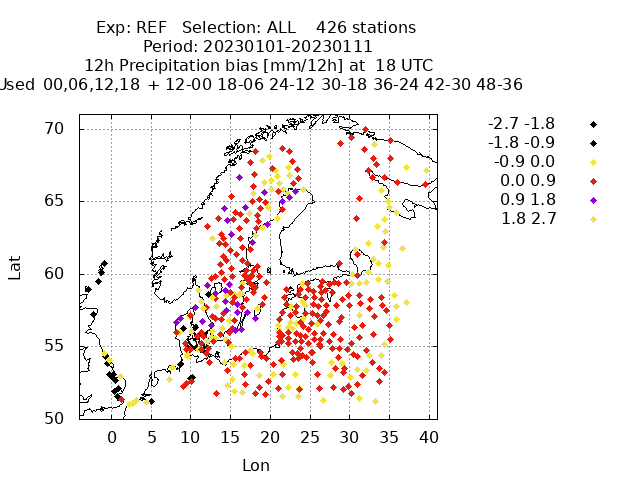 Exp: REF Selection: ALL 426 stations
Period: 20230101-20230111
12h Precipitation bias [mm/12h] at 18 UTC
00,06,12,18 + 12-00 18-06 24-12 30-18 36-24 42-30 48-36
-2.7 -1.8
-1.8 -0.9
-0.9 0.0
0.0 0.9
0.9 1.8
1.8 2.7
70
65
60
55
50
Lat
0 5 10 15 20 25 30 35 40
Lon